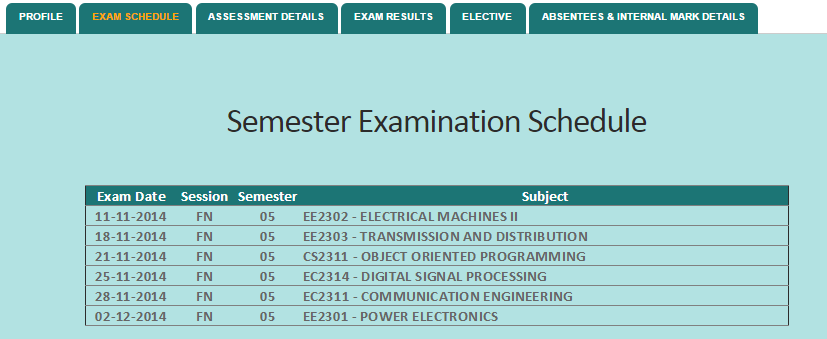 PROFILE EXAM SCHEDULE ASSESSMENT DETAILS EXAM RESULTS ELECTIVE ABSENTEES & INTERNAL MARK DETAILS
Semester Examination Schedule
Exam Date Session Semester Subject
11-11-2014 FN 05 EE2302 - ELECTRICAL MACHINES II
18-11-2014 FN 05 EE2303 - TRANSMISSION AND DISTRIBUTION
21-11-2014 FN 05 CS2311 - OBJECT ORIENTED PROGRAMMING
25-11-2014 FN 05 EC2314 - DIGITAL SIGNAL PROCESSING
28-11-2014 FN 05 EC2311 - COMMUNICATION ENGINEERING
02-12-2014 FN 05 EE2301 - POWER ELECTRONICS